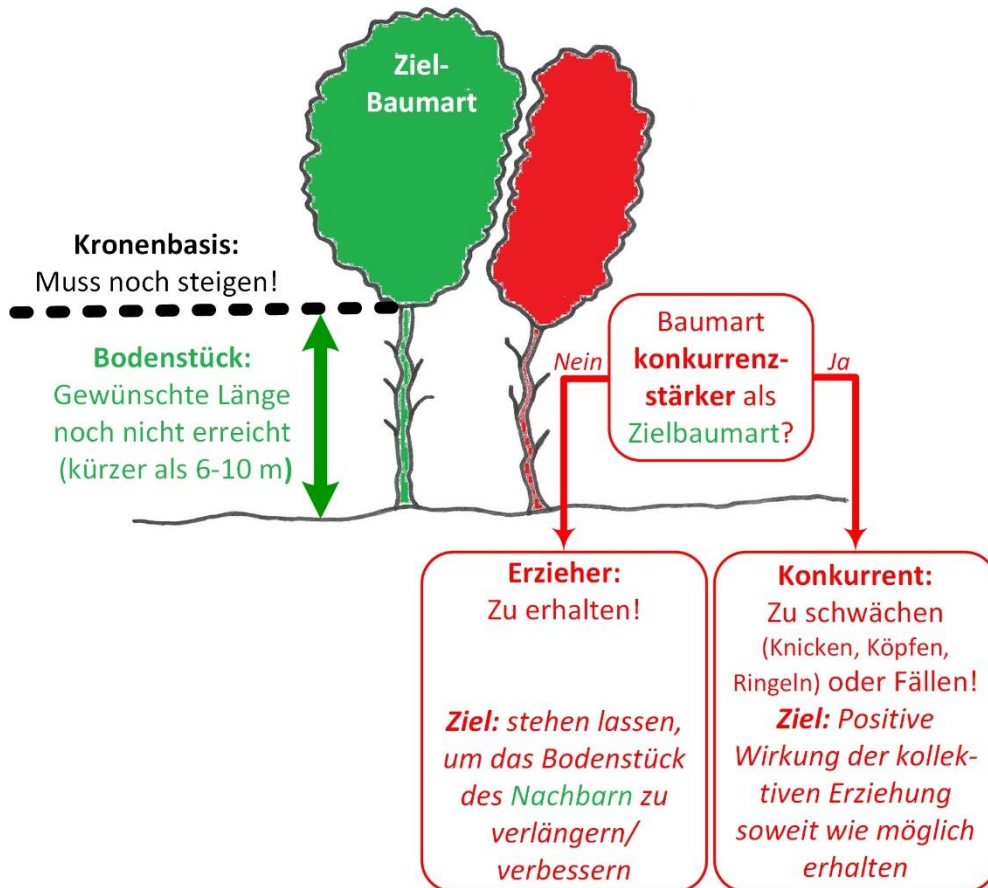 Ziel-
Baumart
Kronenbasis:
Muss noch steigen!
Bodenstück:
Gewünschte Länge
noch nicht erreicht
(kürzer als 6-10 m)
Nein
Baumart
konkurrenz-
stärker als
Zielbaumart?
Ja
Erzieher:
Zu erhalten!
Ziel: stehen lassen,
um das Bodenstück
des Nachbarn zu
verlängern/
verbessern
Konkurrent:
Zu schwächen
(Knicken, Köpfen,
Ringeln) oder Fällen!
Ziel: Positive
Wirkung der kollek-
tiven Erziehung
soweit wie möglich
erhalten